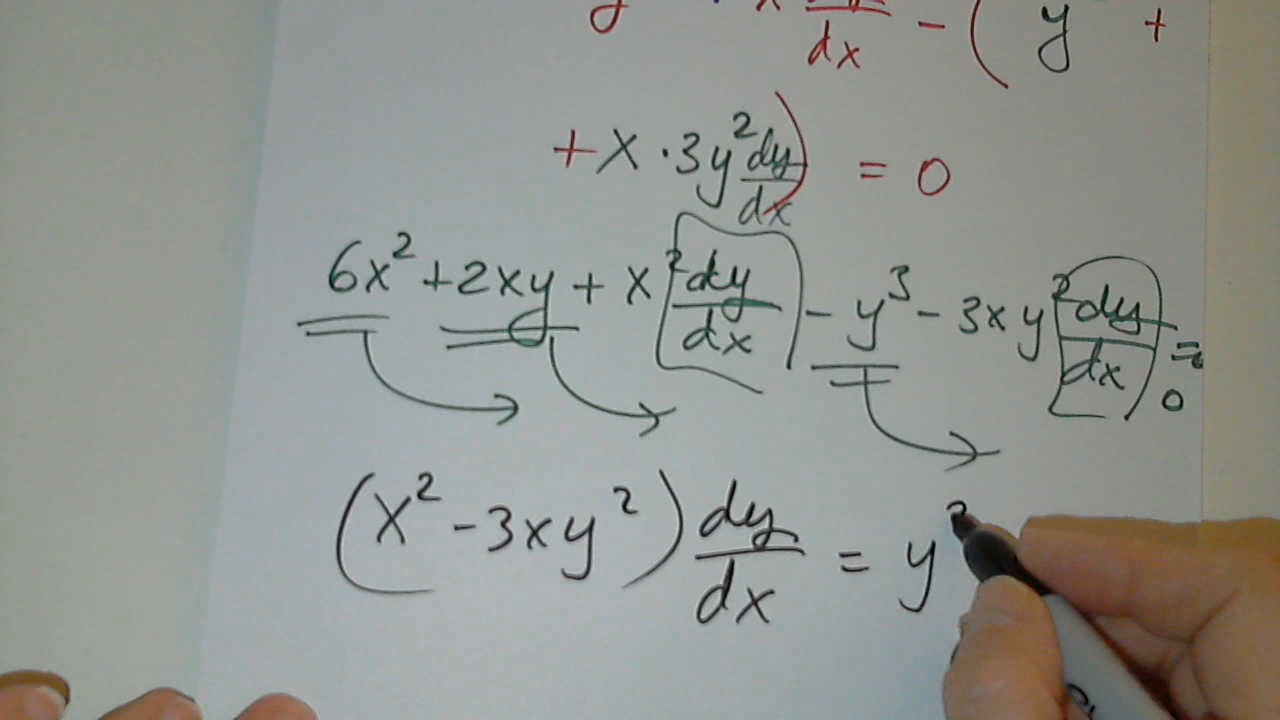 dx - ( y +
+ x · 3y² dy/dx ) = 0
6x² + 2xy + x² dy/dx - y³ - 3xy² dy/dx = 0
(x² - 3xy²) dy/dx = y